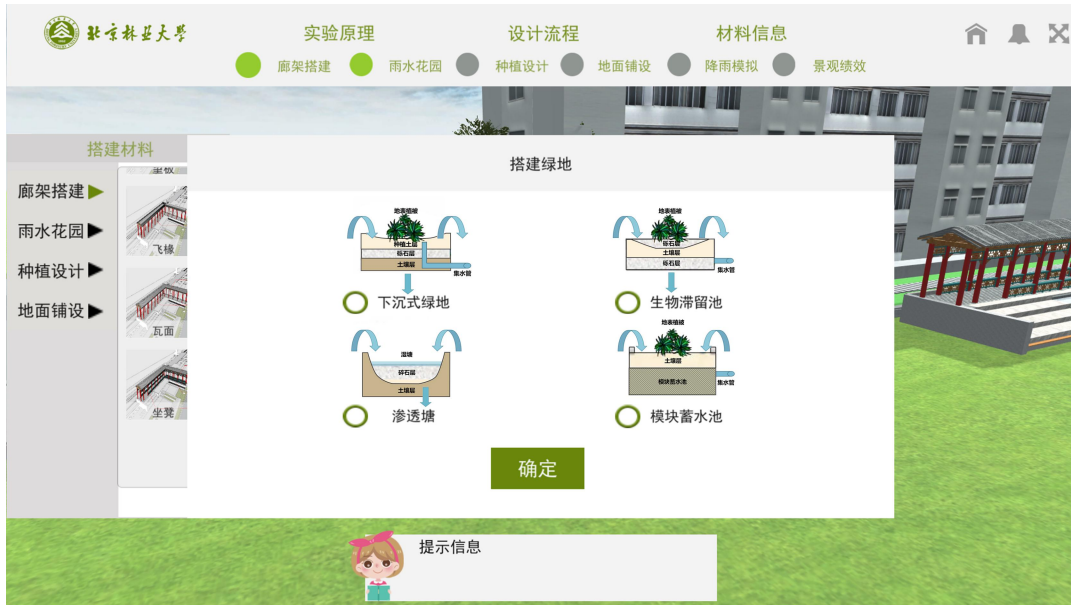 北京林业大学
实验原理 设计流程 材料信息
廊架搭建 雨水花园 种植设计 地面铺设 降雨模拟 景观绩效
搭建材料
廊架搭建
雨水花园
种植设计
地面铺设
飞椽
瓦面
坐凳
搭建绿地
地表植被
种植土层
砾石层
土壤层
集水管
下沉式绿地
地表植被
砾石层
土壤层
砾石层
集水管
生物滞留池
湿塘
碎石层
土壤层
渗透塘
地表植被
土壤层
模块蓄水池
集水管
模块蓄水池
确定
提示信息